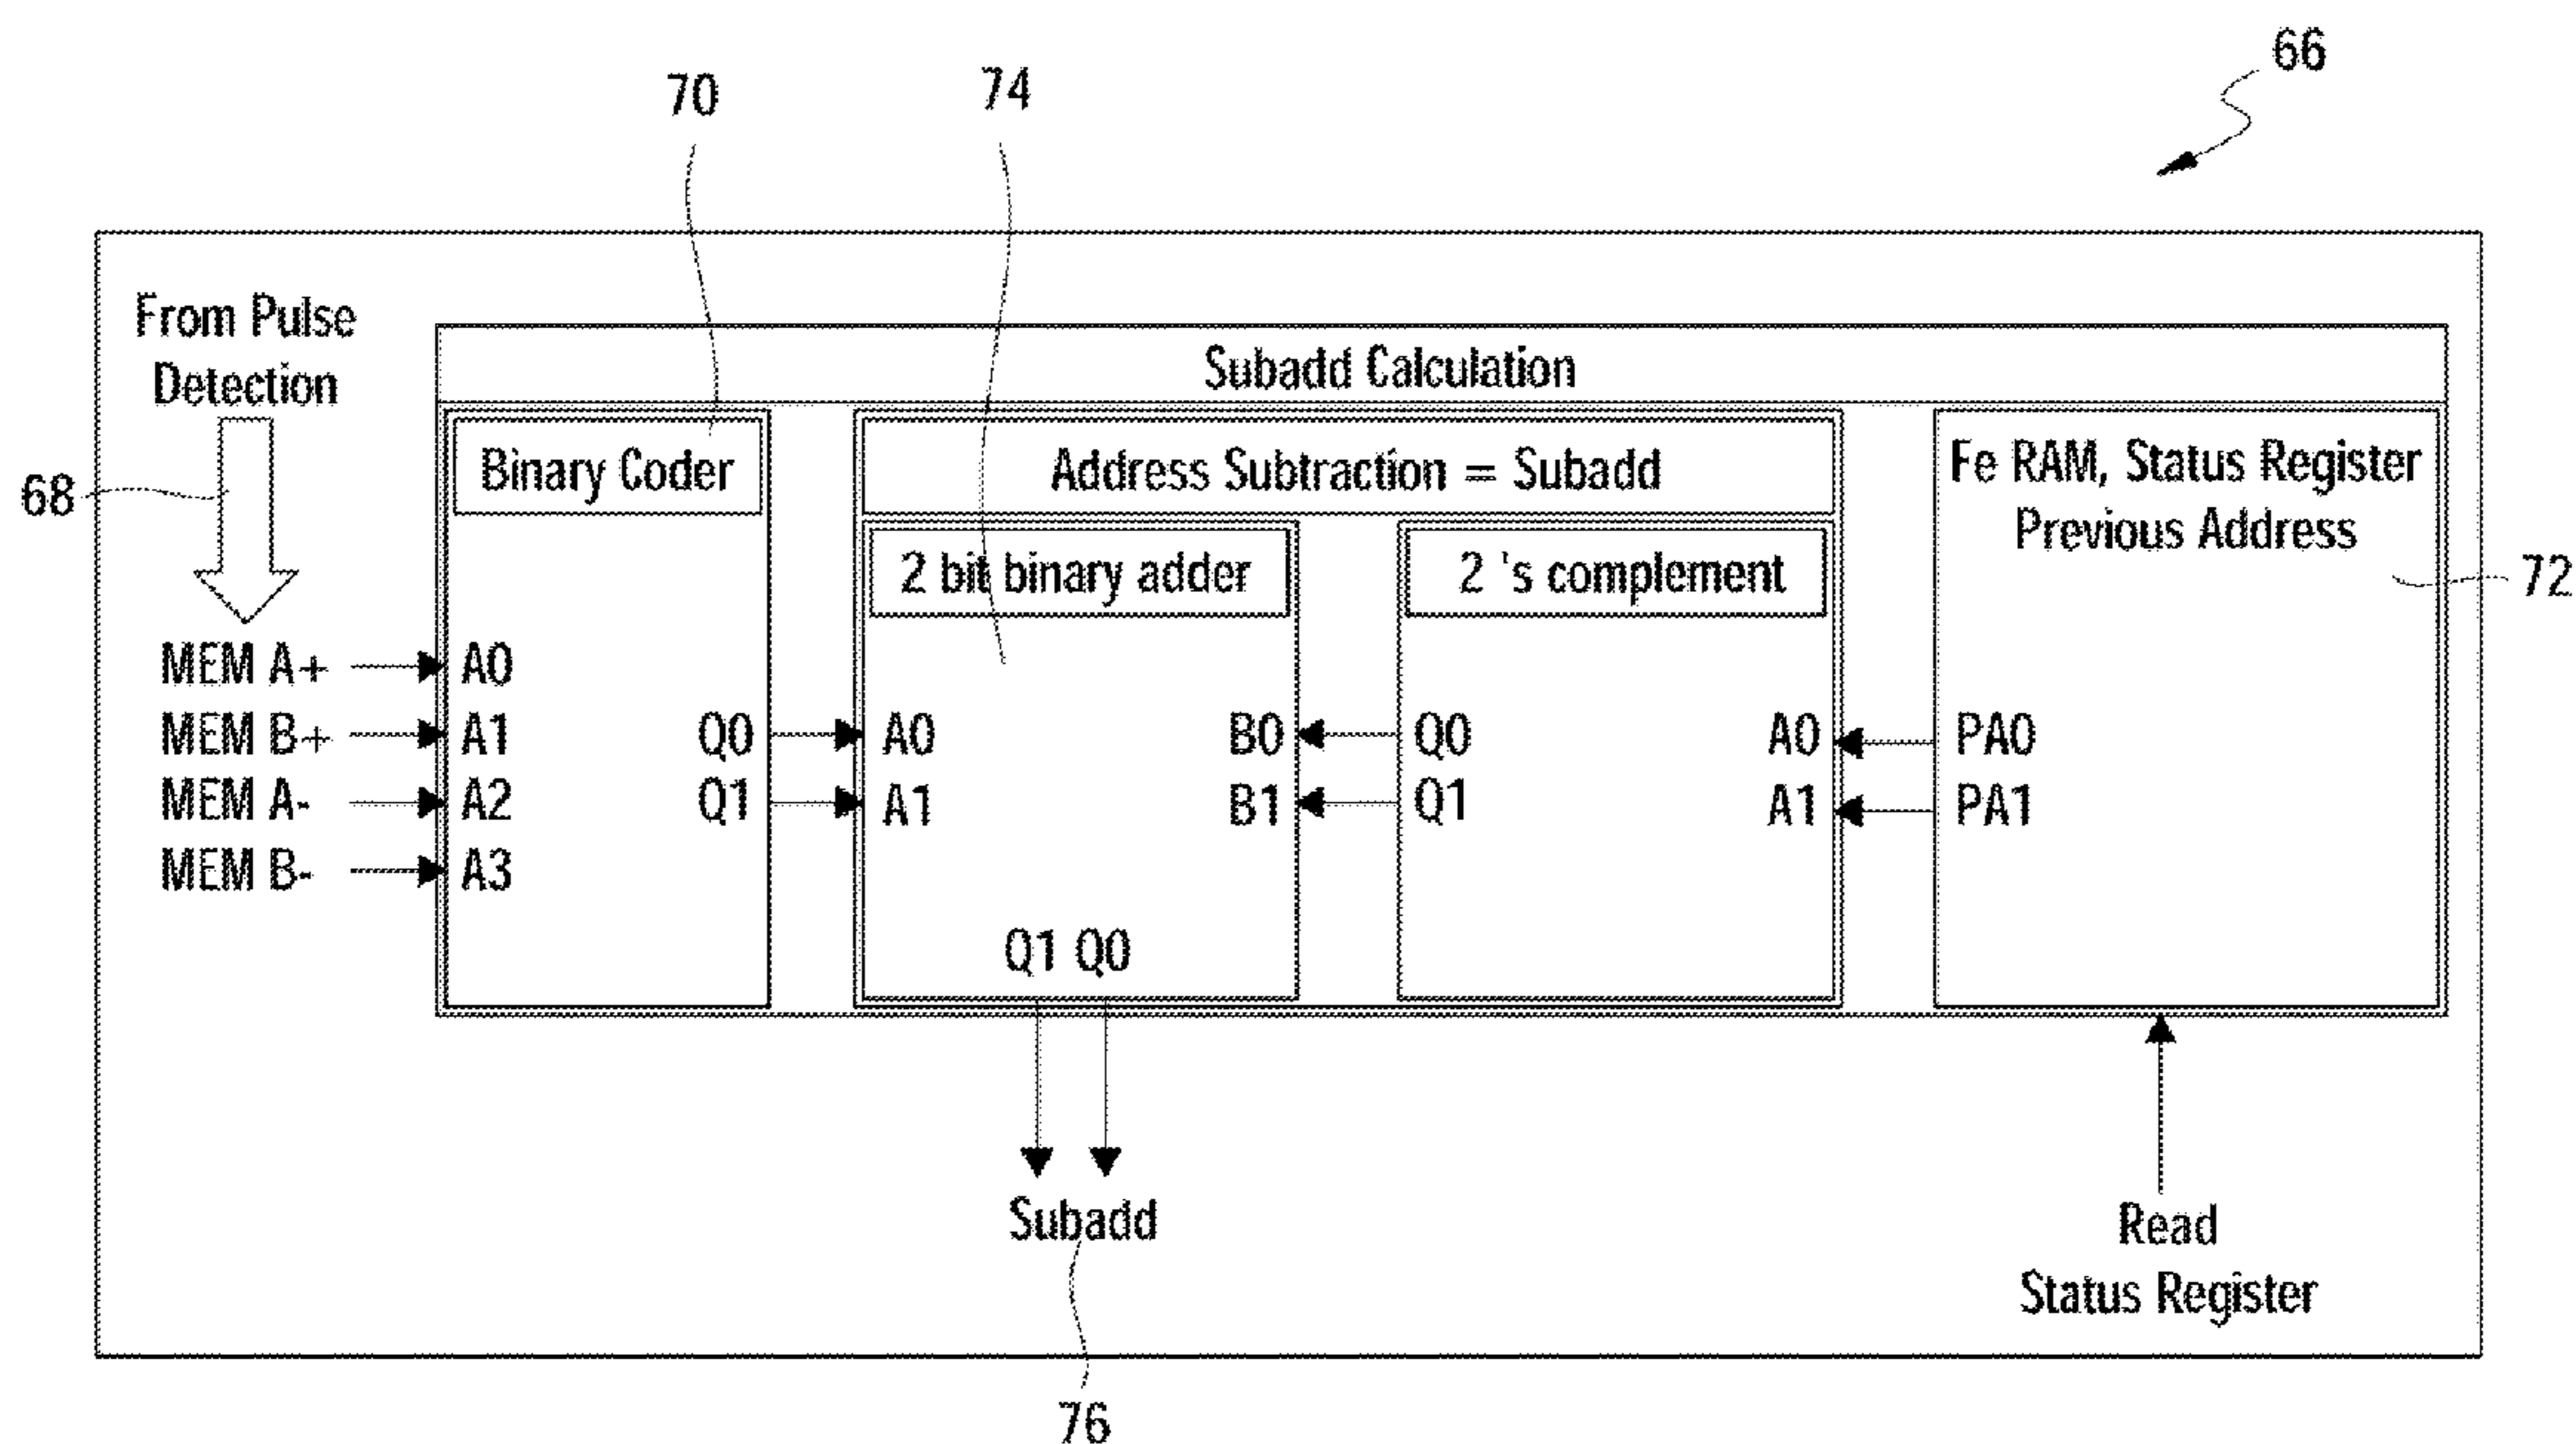 66
70
74
From Pulse
Detection
68
Subadd Calculation
Binary Coder
Address Subtraction = Subadd
Fe RAM, Status Register
Previous Address
2 bit binary adder
2 's complement
72
MEM A+
MEM B+
MEM A-
MEM B-
A0
A1
A2
A3
Q0
Q1
A0
A1
B0
B1
Q1 Q0
Q0
Q1
A0
A1
PA0
PA1
Subadd
76
Read
Status Register